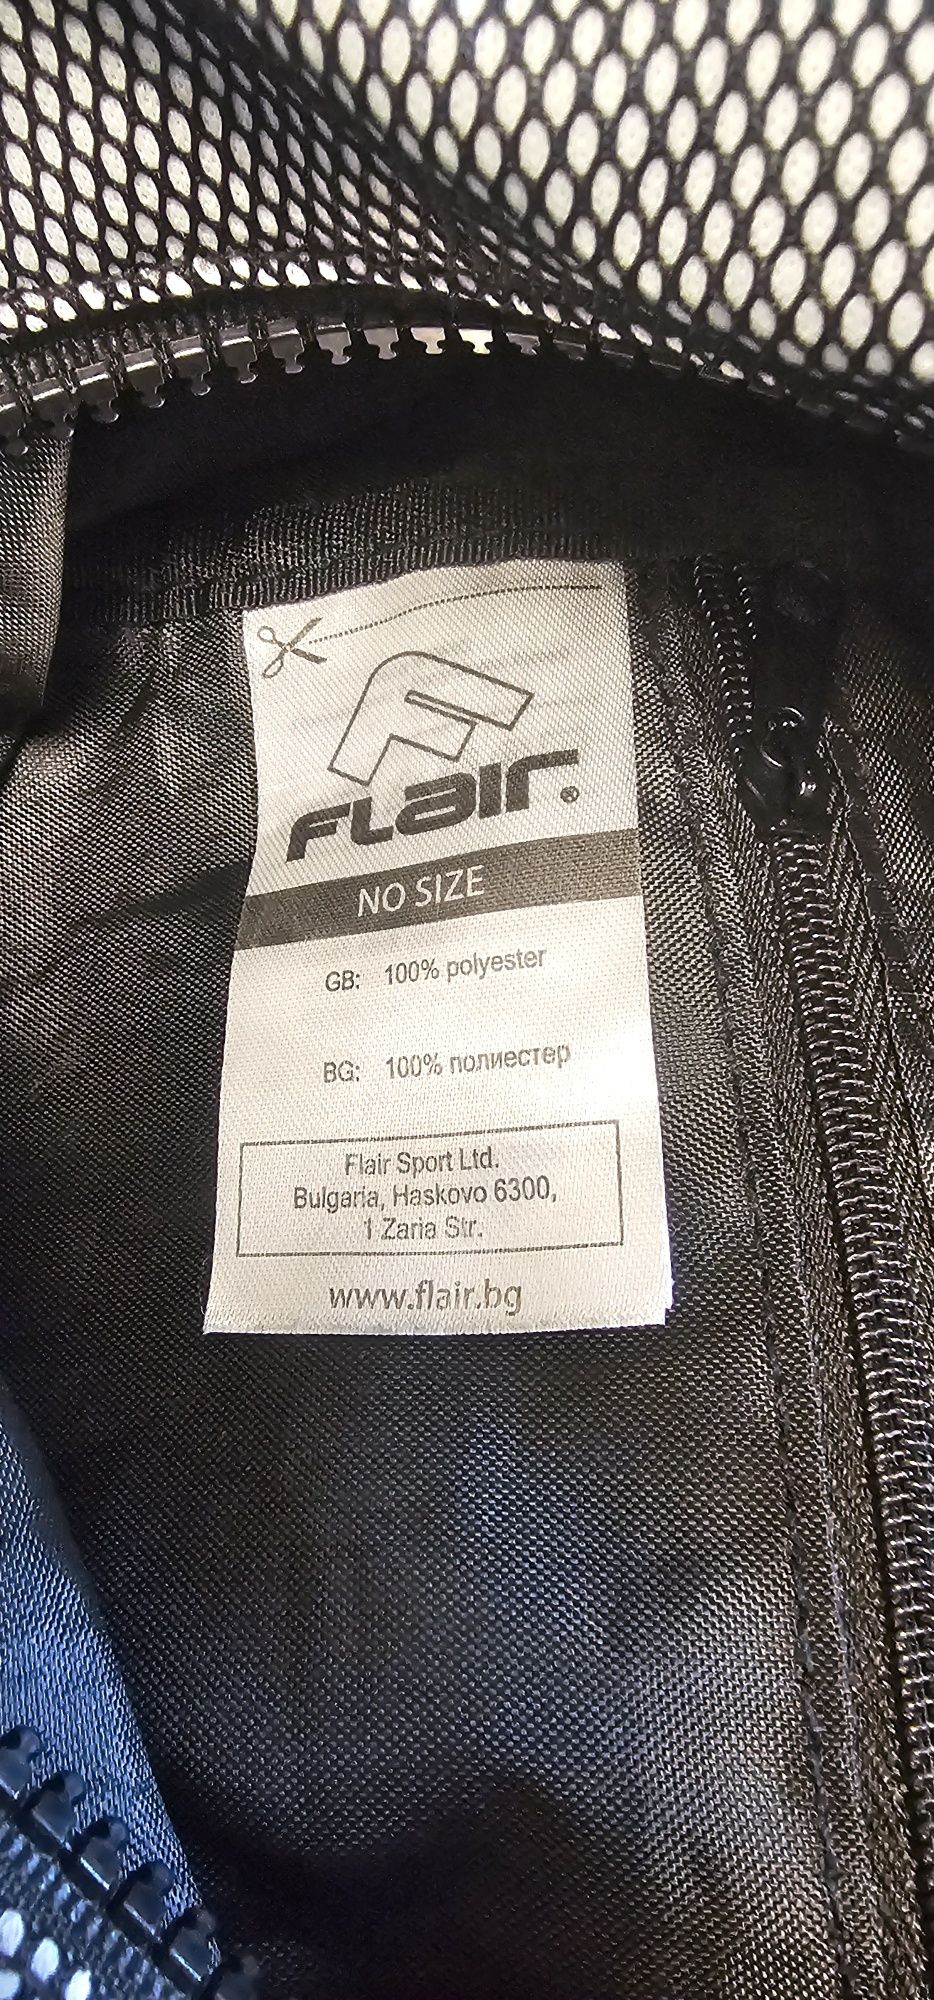 FLair®
NO SIZE
GB: 100% polyester
BG: 100% полиестер
Flair Sport Ltd.
Bulgaria, Haskovo 6300,
1 Zaria Str.
www.flair.bg